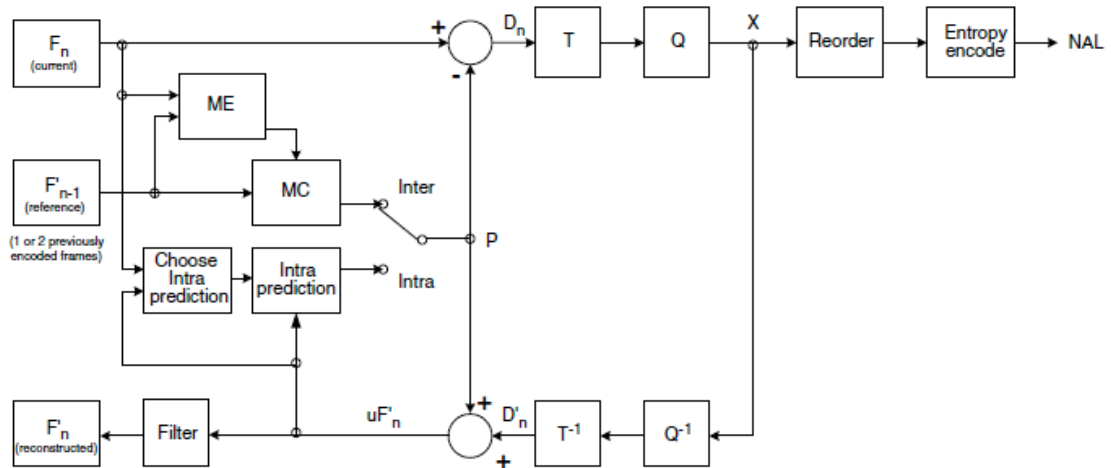 Fn
(current)
+
-
Dn
T
Q
X
Reorder
Entropy
encode
NAL
ME
F'n-1
(reference)
(1 or 2 previously
encoded frames)
MC
Inter
P
Choose
Intra
prediction
Intra
prediction
Intra
F'n
(reconstructed)
Filter
uF'n
+
+
D'n
T-1
Q-1